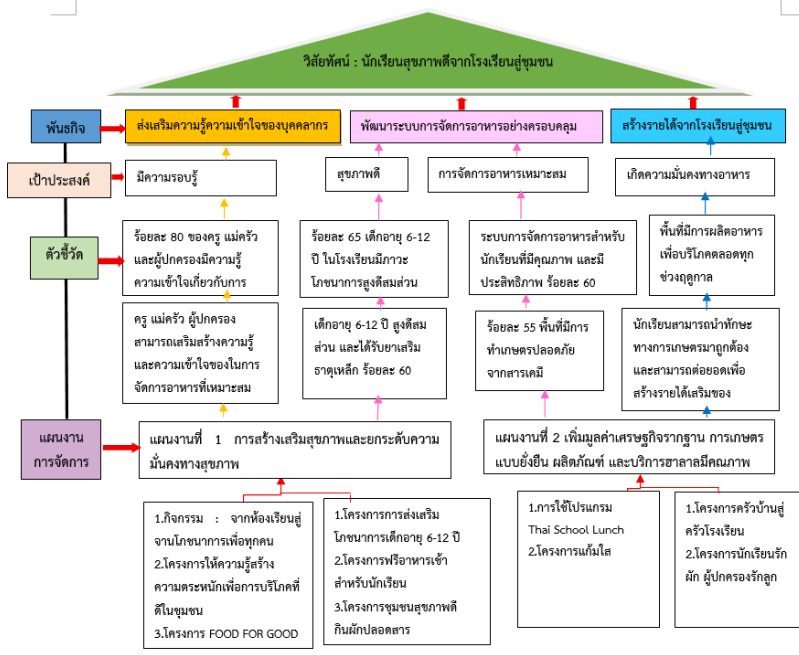 วิสัยทัศน์ : นักเรียนสุขภาพดีจากโรงเรียนสู่ชุมชน
พันธกิจ
ส่งเสริมความรู้ความเข้าใจของบุคคลากร
พัฒนาระบบการจัดการอาหารอย่างครอบคลุม
สร้างรายได้จากโรงเรียนสู่ชุมชน
เป้าประสงค์
มีความรอบรู้
สุขภาพดี
การจัดการอาหารเหมาะสม
เกิดความมั่นคงทางอาหาร
ตัวชี้วัด
ร้อยละ 80 ของครู แม่ครัว
และผู้ปกครองมีความรู้
ความเข้าใจเกี่ยวกับการ
ร้อยละ 65 เด็กอายุ 6-12
ปี ในโรงเรียนมีภาวะ
โภชนาการสูงดีสมส่วน
ระบบการจัดการอาหารสำหรับ
นักเรียนที่มีคุณภาพ และมี
ประสิทธิภาพ ร้อยละ 60
พื้นที่มีการผลิตอาหาร
เพื่อบริโภคตลอดทุก
ช่วงฤดูกาล
ครู แม่ครัว ผู้ปกครอง
สามารถเสริมสร้างความรู้
และความเข้าใจของในการ
จัดการอาหารที่เหมาะสม
เด็กอายุ 6-12 ปี สูงดีสม
ส่วน และได้รับยาเสริม
ธาตุเหล็ก ร้อยละ 60
ร้อยละ 55 พื้นที่มีการ
ทำเกษตรปลอดภัย
จากสารเคมี
นักเรียนสามารถนำทักษะ
ทางการเกษตรมาถูกต้อง
และสามารถต่อยอดเพื่อ
สร้างรายได้เสริมของ
แผนงาน
การจัดการ
แผนงานที่ 1 การสร้างเสริมสุขภาพและยกระดับความ
มั่นคงทางสุขภาพ
แผนงานที่ 2 เพิ่มมูลค่าเศรษฐกิจรากฐาน การเกษตร
แบบยั่งยืน ผลิตภัณฑ์ และบริการฮาลาลมีคณภาพ
1.กิจกรรม : จากห้องเรียนสู่
จานโภชนาการเพื่อทุกคน
2.โครงการให้ความรู้สร้าง
ความตระหนักเพื่อการบริโภคที่
ดีในชุมชน
3.โครงการ FOOD FOR GOOD
1.โครงการการส่งเสริม
โภชนาการเด็กอายุ 6-12 ปี
2.โครงการฟรีอาหารเช้า
สำหรับนักเรียน
3.โครงการชุมชนสุขภาพดี
กินผักปลอดสาร
1.การใช้โปรแกรม
Thai School Lunch
2.โครงการแก้มใส
1.โครงการครัวบ้านสู่
ครัวโรงเรียน
2.โครงการนักเรียนรัก
ผัก ผู้ปกครองรักลูก